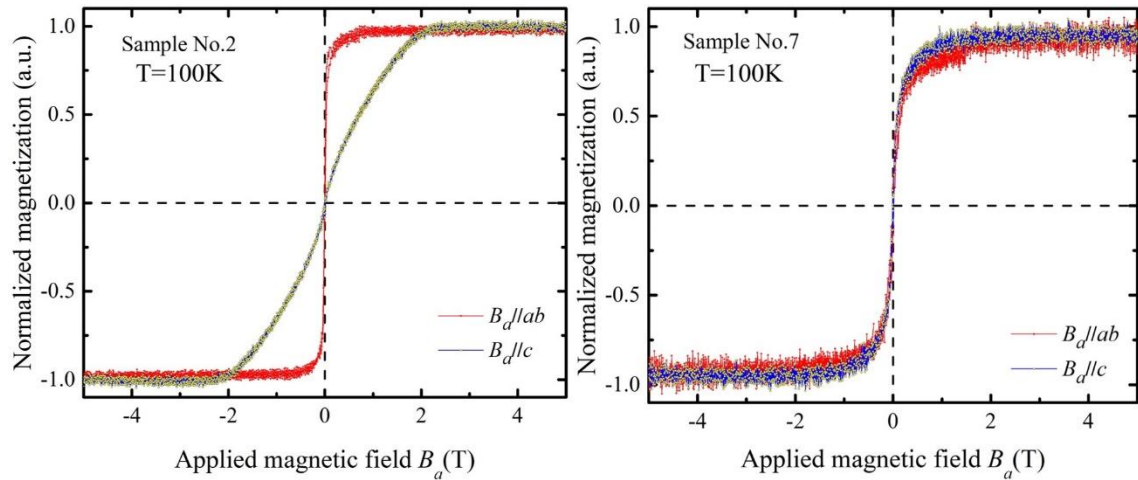 Normalized magnetization (a.u.)
1.0
0.5
0.0
-0.5
-1.0
Sample No.2
T=100K
Ba//ab
Ba//c
-4 -2 0 2 4
Applied magnetic field Ba(T)
Normalized magnetization (a.u.)
1.0
0.5
0.0
-0.5
-1.0
Sample No.7
T=100K
Ba//ab
Ba//c
-4 -2 0 2 4
Applied magnetic field Ba(T)